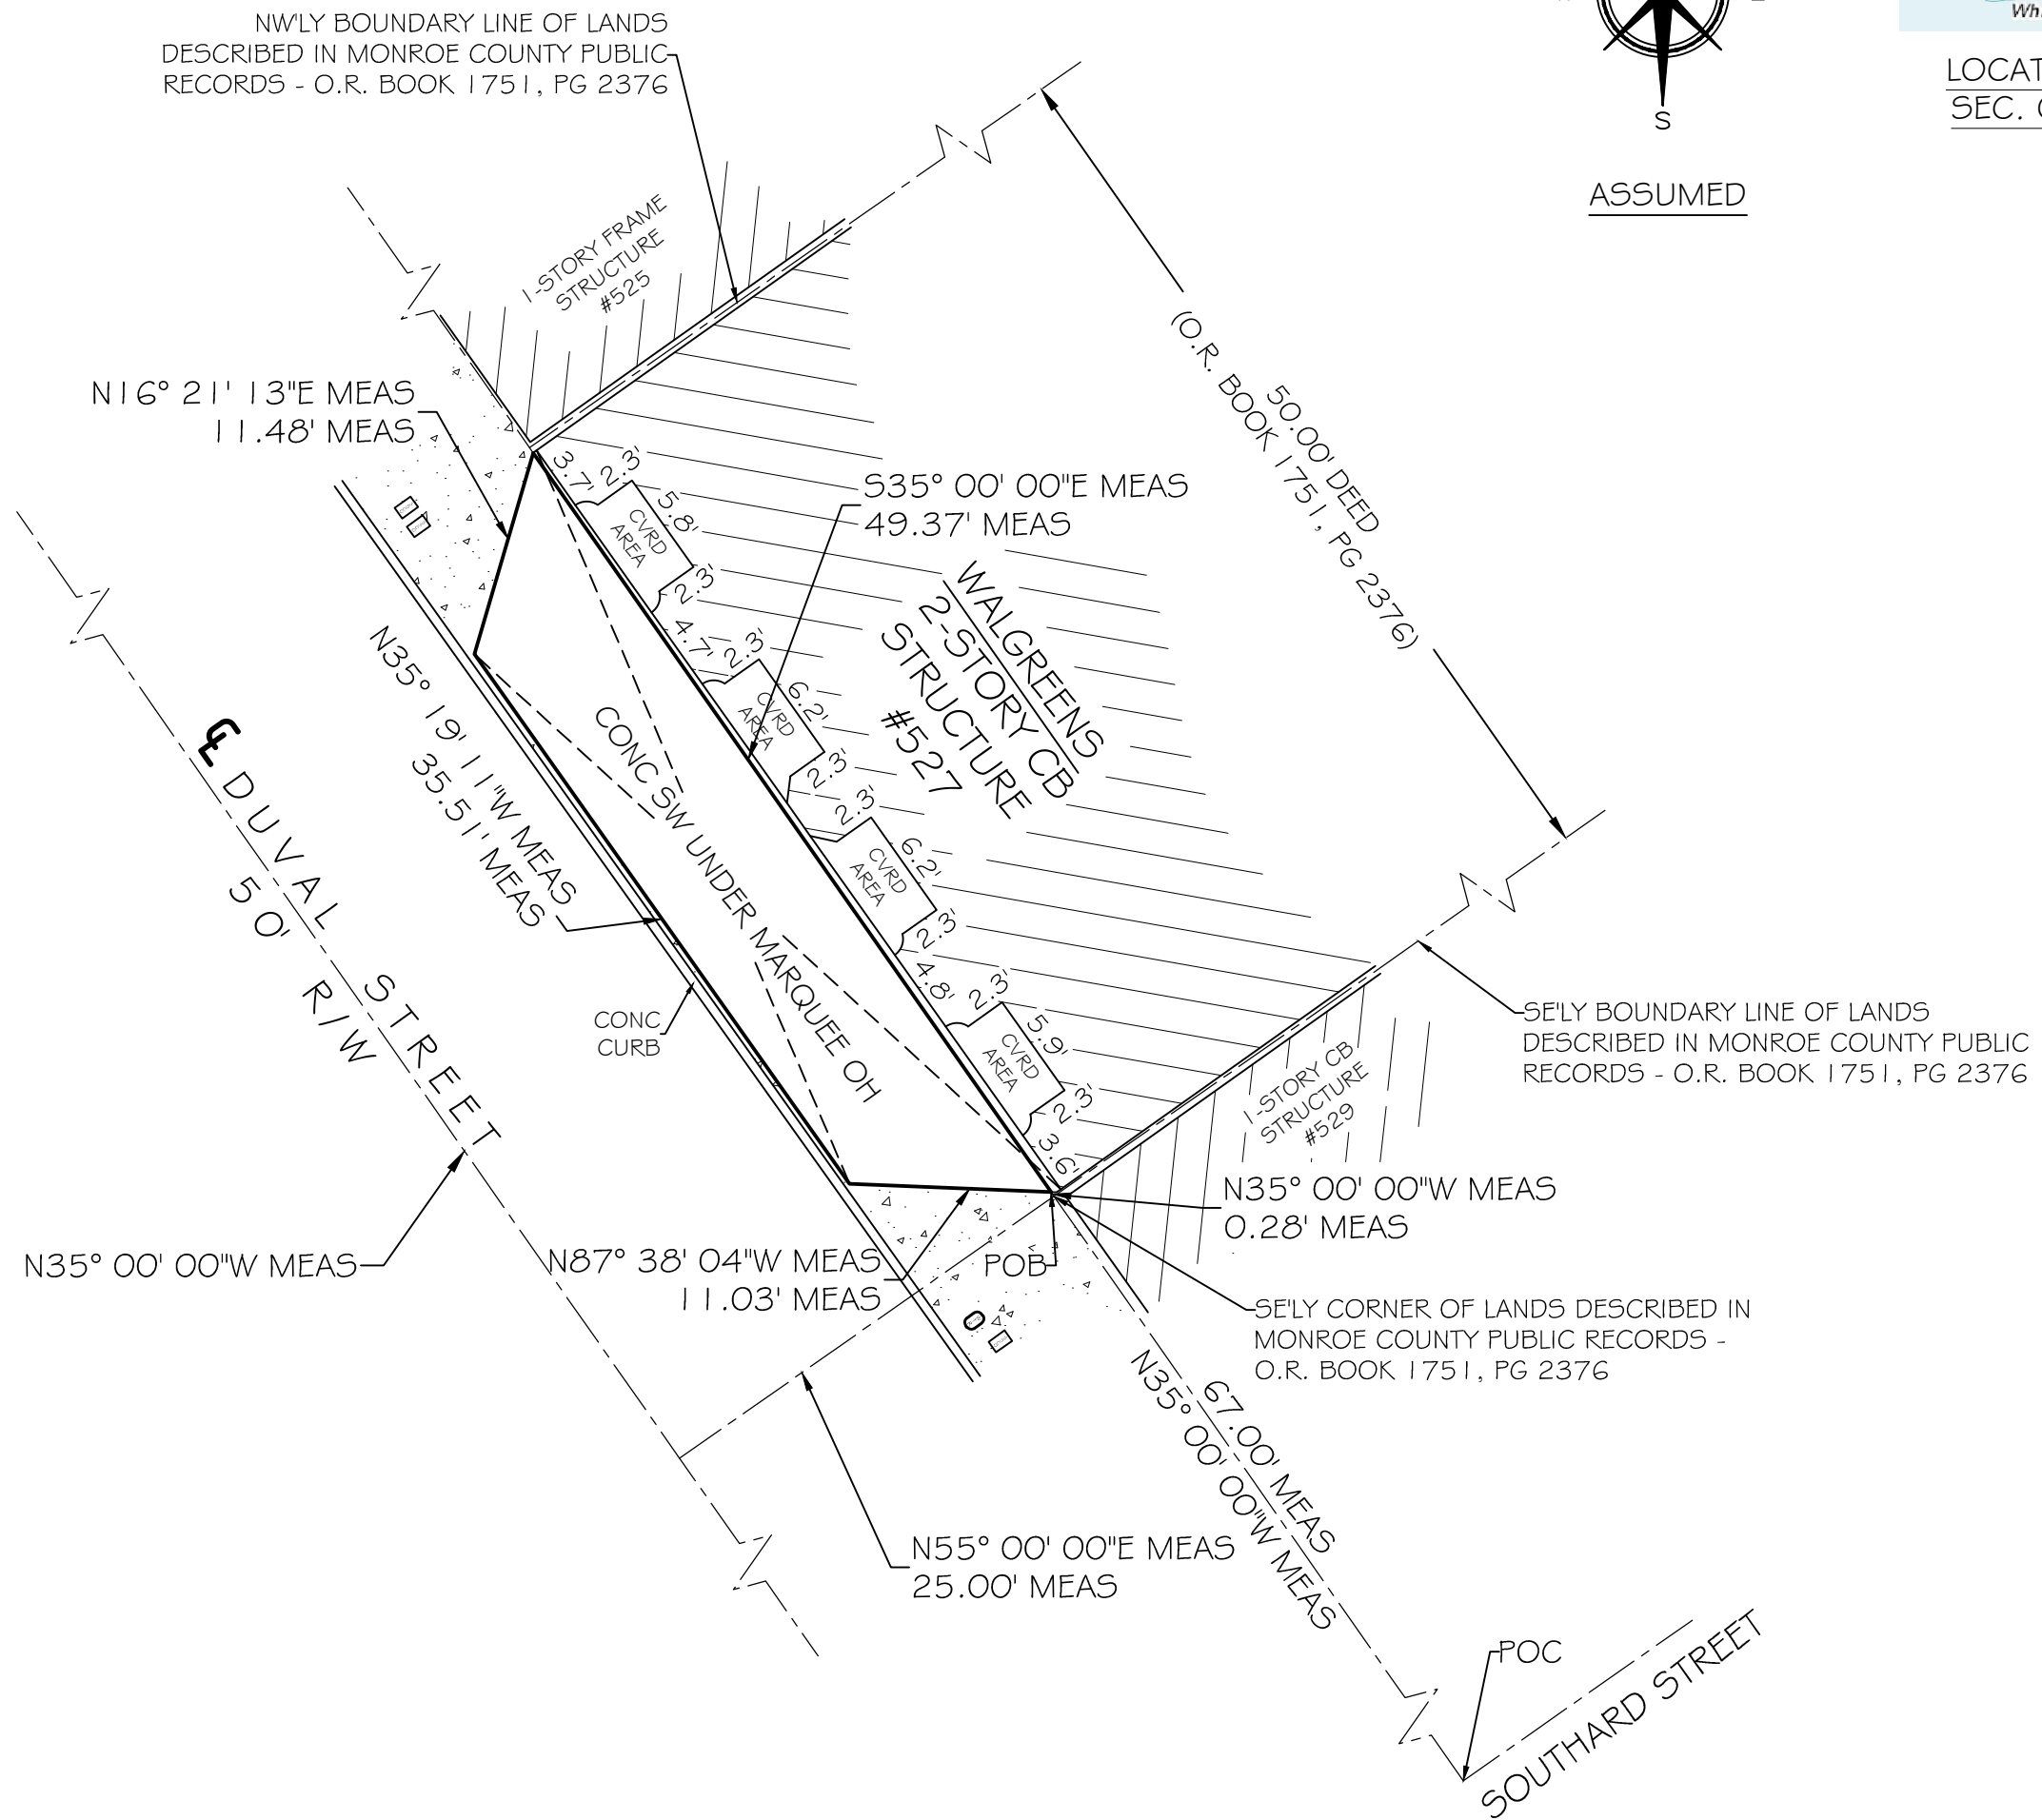 NW'LY BOUNDARY LINE OF LANDS
DESCRIBED IN MONROE COUNTY PUBLIC
RECORDS - O.R. BOOK 1751, PG 2376
S
ASSUMED
LOCAT
SEC.
1-STORY FRAME
STRUCTURE
#525
N16° 21' 13"E MEAS
11.48' MEAS
3.7'
2.3'
5.8'
CVRD
AREA
2.3'
4.7'
2.3'
6.2'
CVRD
AREA
2.3'
2.3'
6.2'
CVRD
AREA
2.3'
4.8'
2.3'
5.9'
CVRD
AREA
2.3'
3.6'
S35° 00' 00"E MEAS
49.37' MEAS
50.00' DEED
(O.R. BOOK 1751, PG 2376)
WALGREENS
2-STORY CB
STRUCTURE
#527
N35° 19' 11"W MEAS
35.51' MEAS
CONC SW UNDER MARQUEE OH
℄ DUVAL STREET
50' R/W
CONC
CURB
SE'LY BOUNDARY LINE OF LANDS
DESCRIBED IN MONROE COUNTY PUBLIC
RECORDS - O.R. BOOK 1751, PG 2376
1-STORY CB
STRUCTURE
#529
N35° 00' 00"W MEAS
0.28' MEAS
N35° 00' 00"W MEAS
N87° 38' 04"W MEAS
11.03' MEAS
POB
SE'LY CORNER OF LANDS DESCRIBED IN
MONROE COUNTY PUBLIC RECORDS -
O.R. BOOK 1751, PG 2376
67.00' MEAS
N35° 00' 00"W MEAS
N55° 00' 00"E MEAS
25.00' MEAS
POC
SOUTHARD STREET